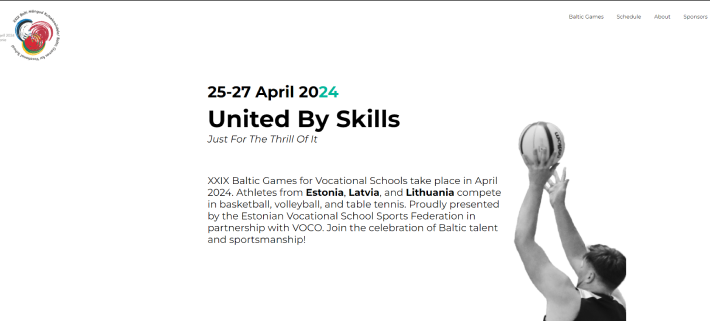 Baltic Games Schedule About Sponsors
25-27 April 2024
United By Skills
Just For The Thrill Of It
XXIX Baltic Games for Vocational Schools take place in April
2024. Athletes from Estonia, Latvia, and Lithuania compete
in basketball, volleyball, and table tennis. Proudly presented
by the Estonian Vocational School Sports Federation in
partnership with VOCO. Join the celebration of Baltic talent
and sportsmanship!